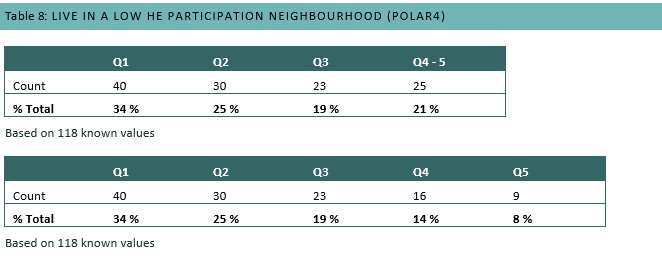 Table 8: LIVE IN A LOW HE PARTICIPATION NEIGHBOURHOOD (POLAR4)
Q1 Q2 Q3 Q4 - 5
Count 40 30 23 25
% Total 34 % 25 % 19 % 21 %
Based on 118 known values
Q1 Q2 Q3 Q4 Q5
Count 40 30 23 16 9
% Total 34 % 25 % 19 % 14 % 8 %
Based on 118 known values